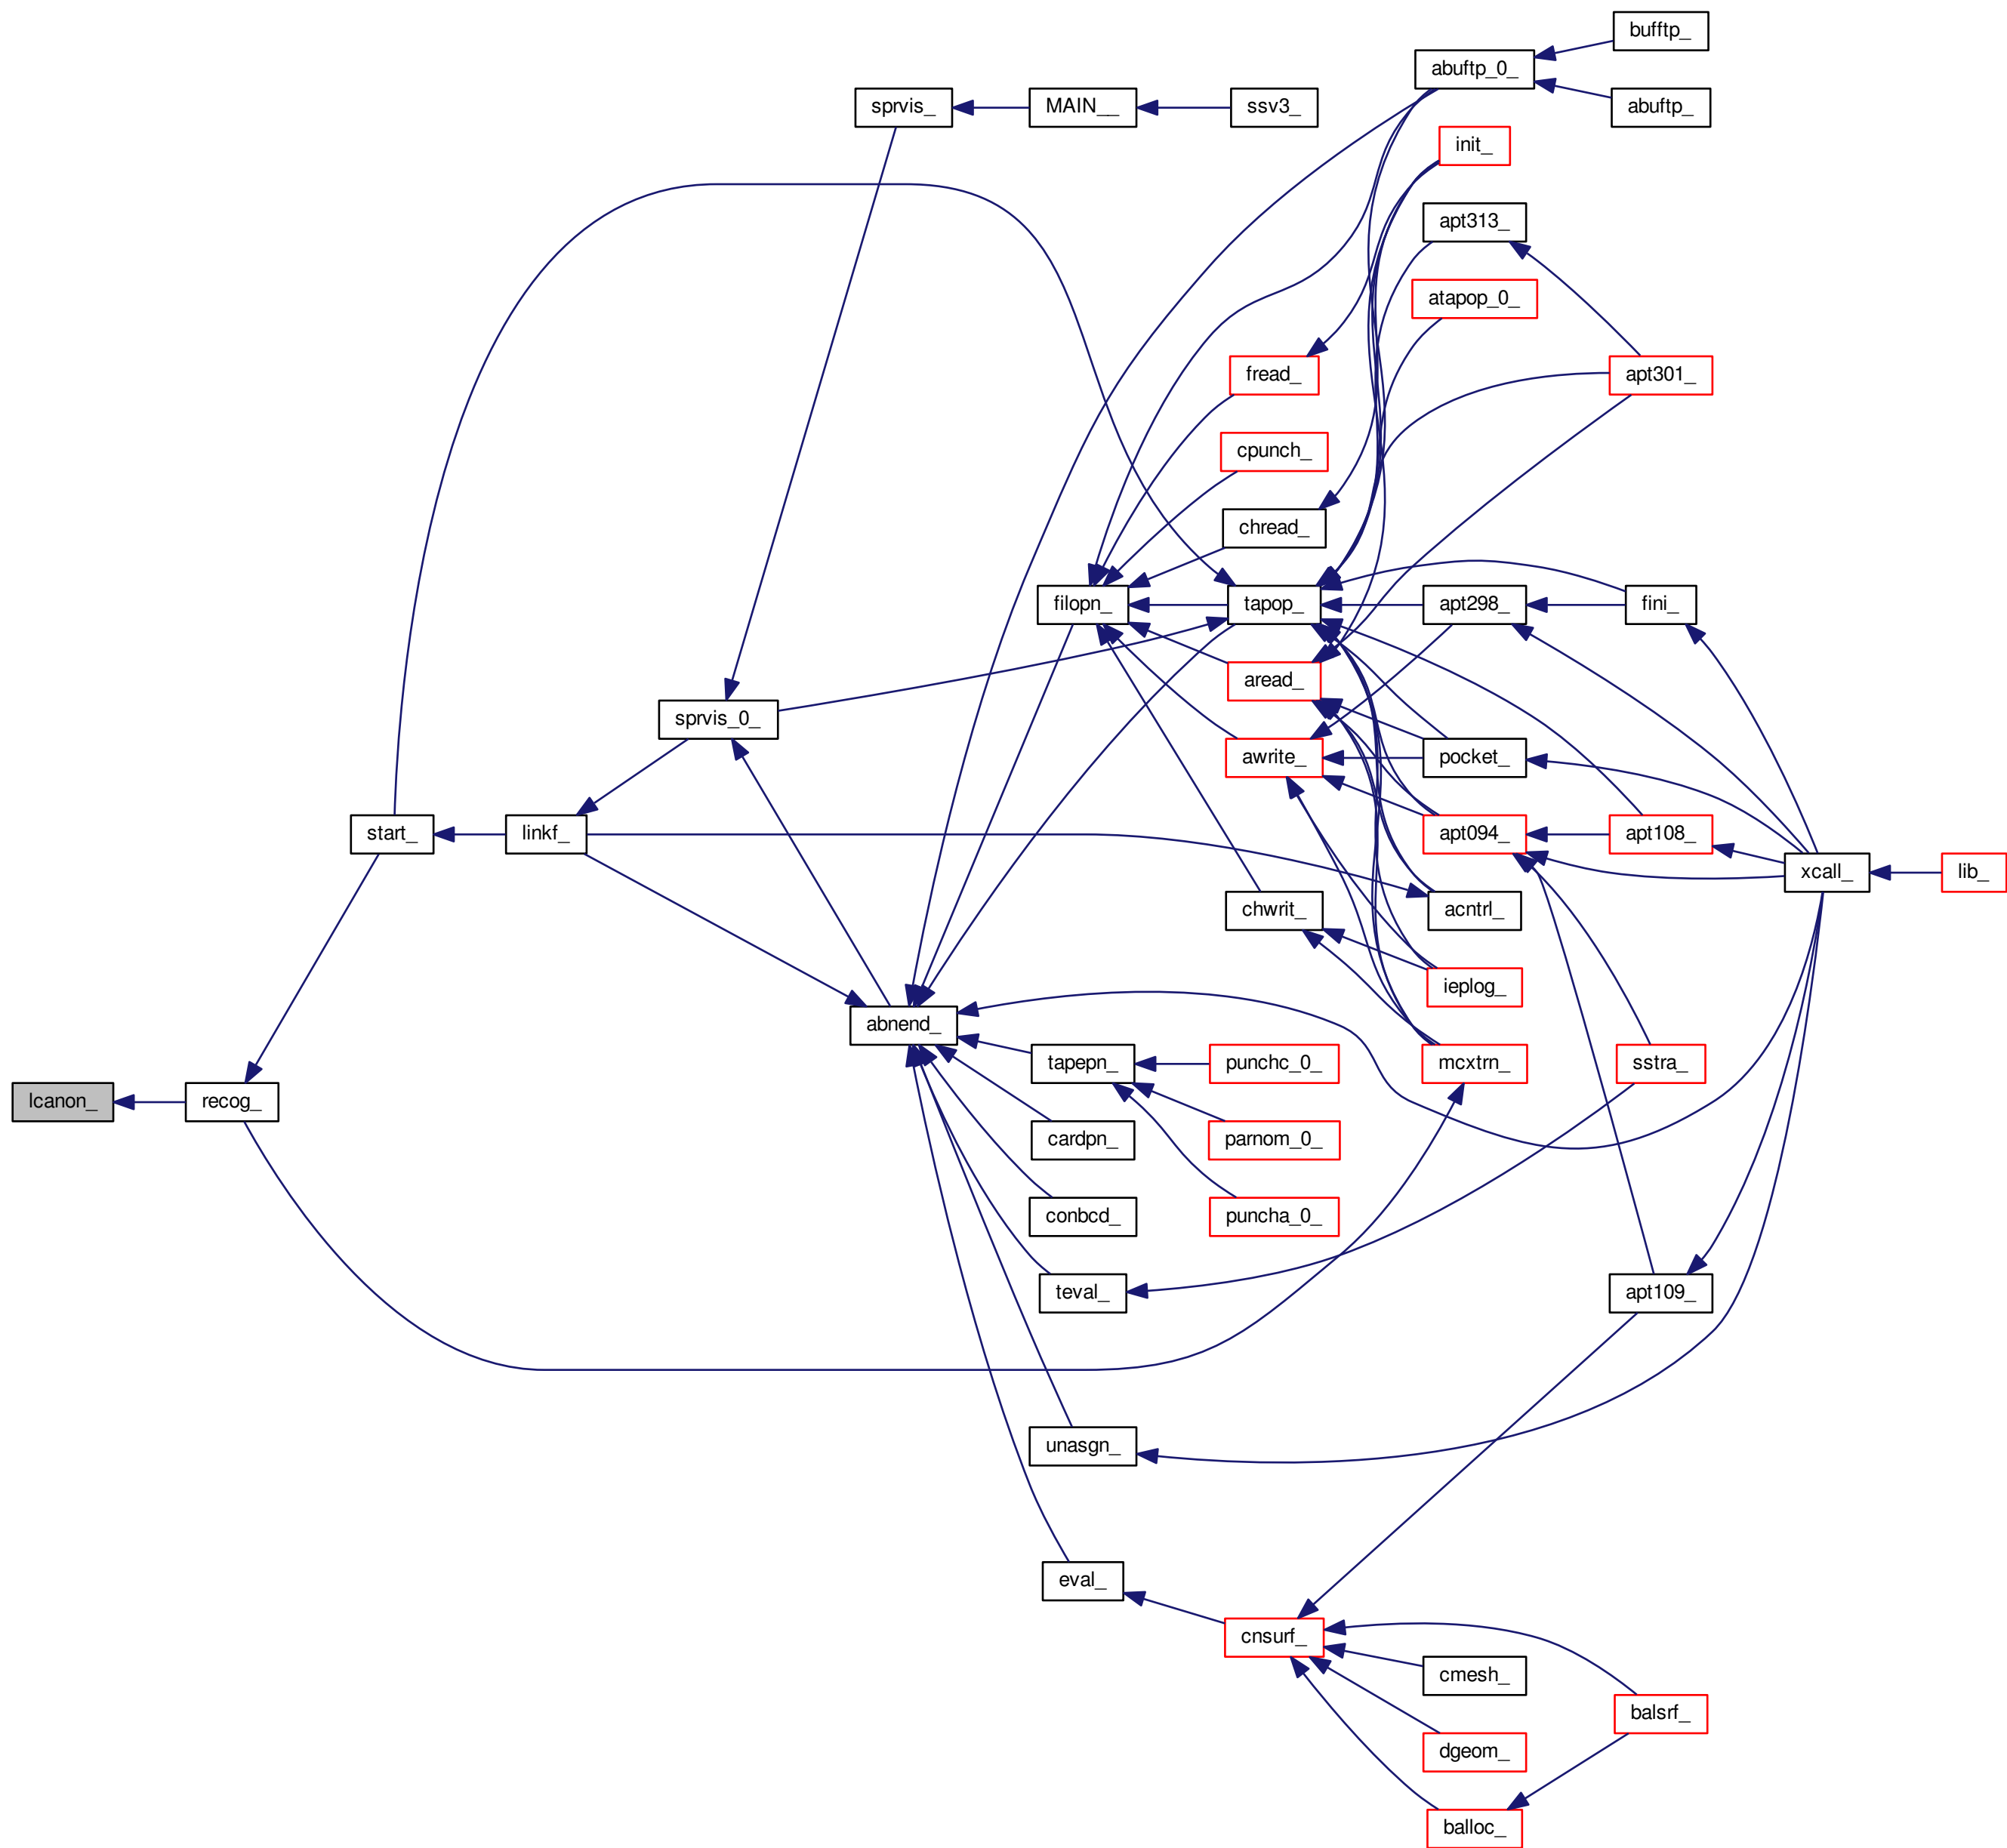 bufftp_
abuftp_0_
sprvis_
MAIN__
ssv3_
abuftp_
init_
apt313_
atapop_0_
fread_
apt301_
cpunch_
chread_
filopn_
tapop_
apt298_
fini_
aread_
sprvis_0_
awrite_
pocket_
start_
linkf_
apt094_
apt108_
xcall_
lib_
chwrit_
acntrl_
ieplog_
abnend_
tapepn_
punchc_0_
mcxtrn_
sstra_
lcanon_
recog_
cardpn_
parnom_0_
conbcd_
puncha_0_
teval_
apt109_
unasgn_
eval_
cnsurf_
cmesh_
balsrf_
dgeom_
balloc_